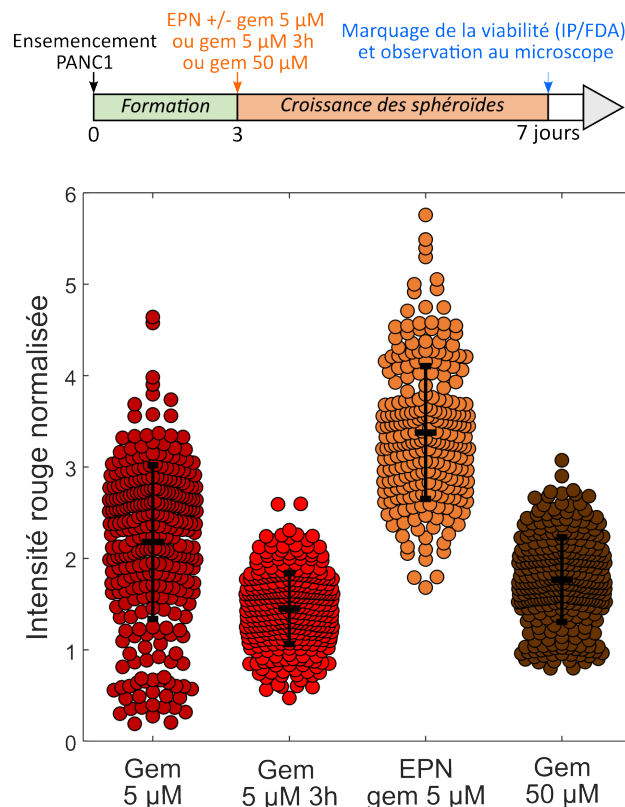 Ensemencement
PANC1
EPN +/- gem 5 µM
ou gem 5 µM 3h
ou gem 50 µM
Marquage de la viabilité (IP/FDA)
et observation au microscope
Formation
Croissance des sphéroïdes
0
3
7 jours
Intensité rouge normalisée
6
5
4
3
2
1
0
Gem
5 µM
Gem
5 µM 3h
EPN
gem 5 µM
Gem
50 µM